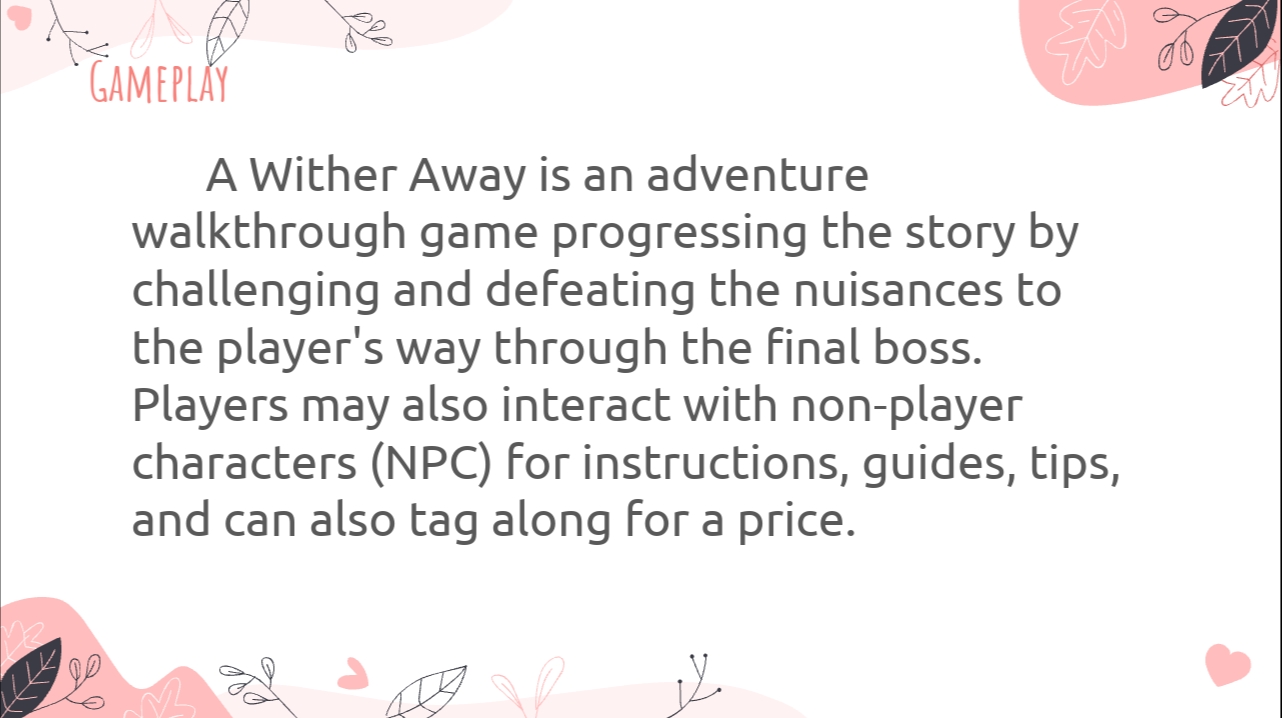 Gameplay
A Wither Away is an adventure
walkthrough game progressing the story by
challenging and defeating the nuisances to
the player's way through the final boss.
Players may also interact with non-player
characters (NPC) for instructions, guides, tips,
and can also tag along for a price.